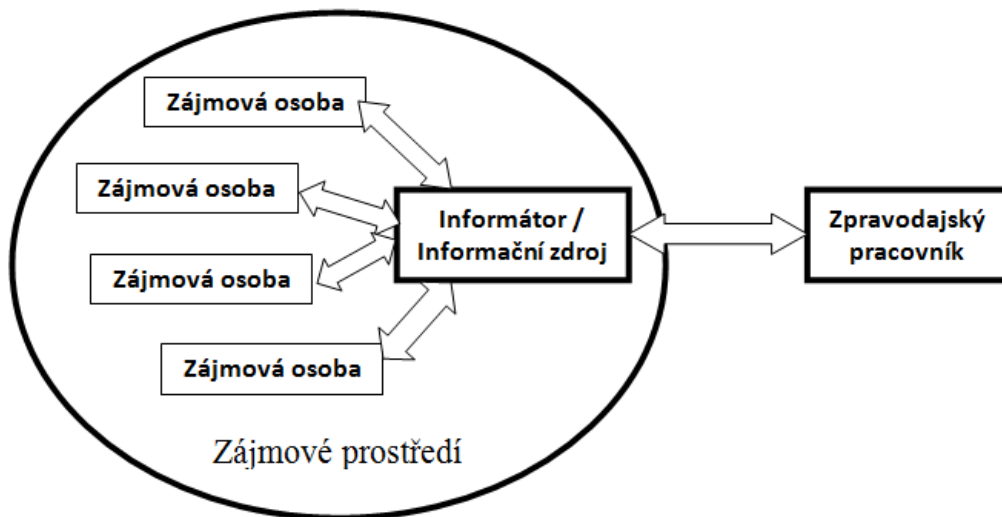 Zájmová osoba
Zájmová osoba
Informátor /
Informační zdroj
Zpravodajský
pracovník
Zájmová osoba
Zájmová osoba
Zájmové prostředí